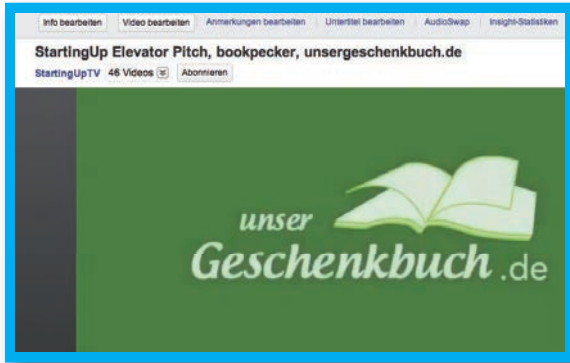 Info bearbeiten Video bearbeiten Anmerkungen bearbeiten Untertitel bearbeiten AudioSwap Insight-Statistiken
StartingUp Elevator Pitch, bookpecker, unsergeschenkbuch.de
StartingUpTV 46 Videos Abonnieren
unser
Geschenkbuch.de